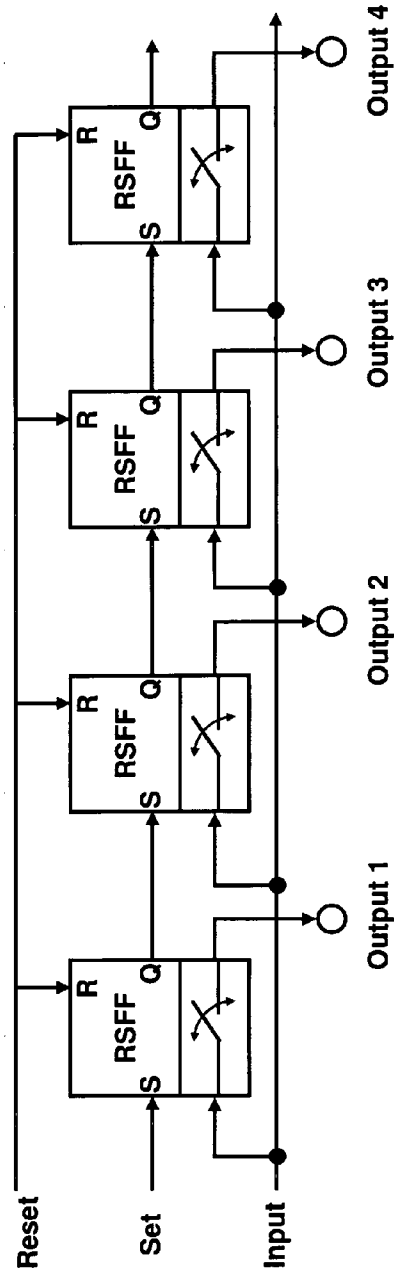 Reset
Set
Input
R
S
Q
RSFF
R
S
Q
RSFF
R
S
Q
RSFF
R
S
Q
RSFF
Output 1
Output 2
Output 3
Output 4